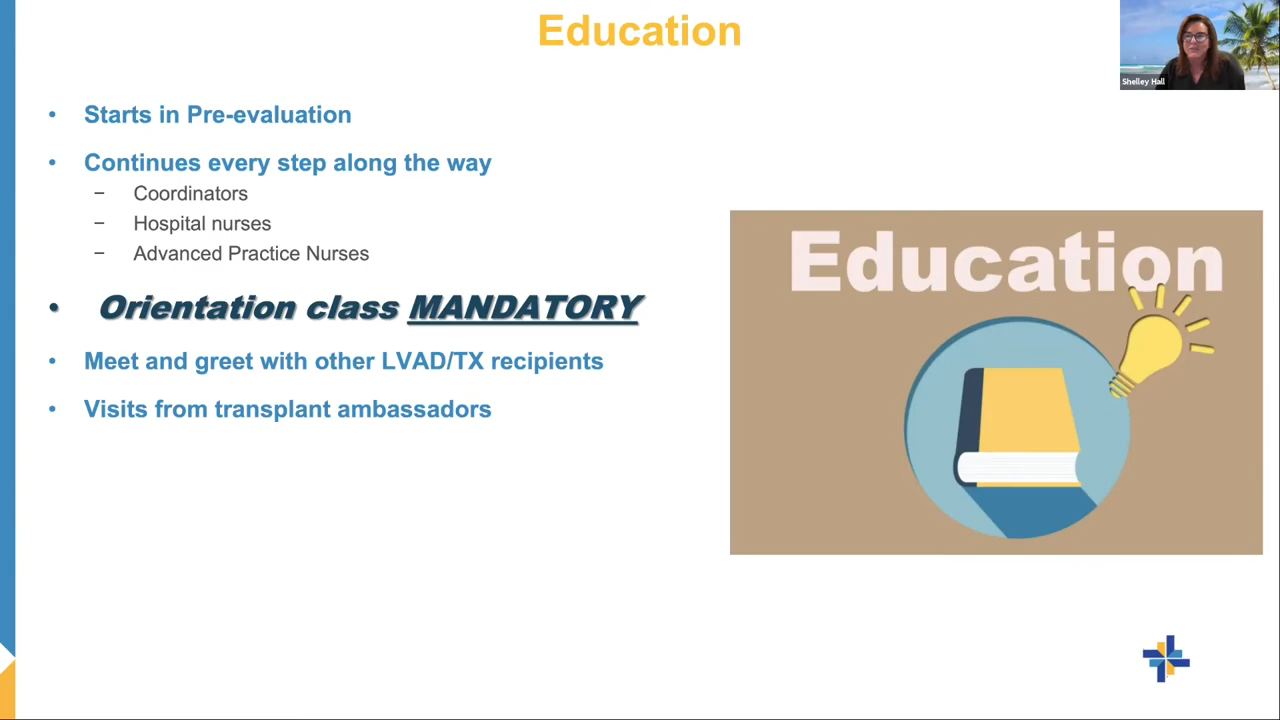 Education
Shelley Hall
• Starts in Pre-evaluation
• Continues every step along the way
− Coordinators
− Hospital nurses
− Advanced Practice Nurses
• Orientation class MANDATORY
• Meet and greet with other LVAD/TX recipients
• Visits from transplant ambassadors
Education